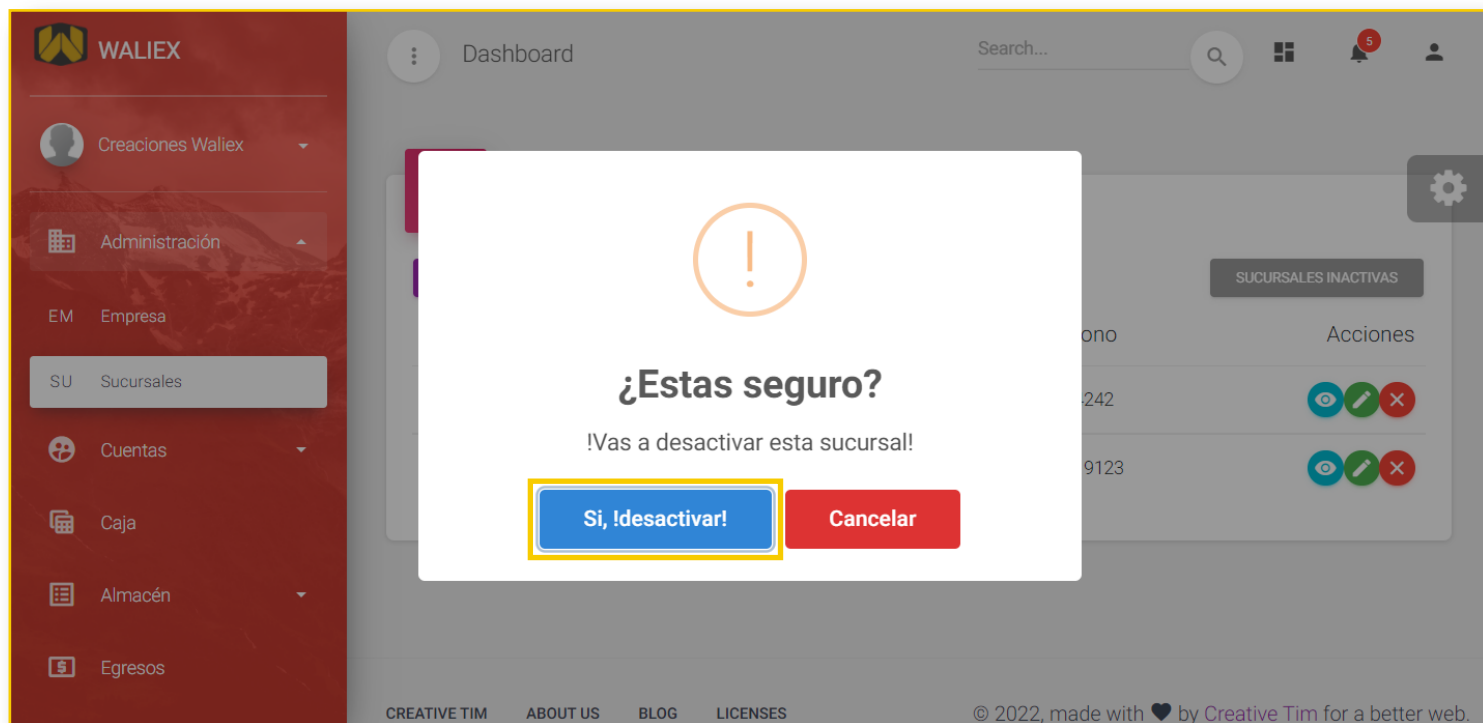 WALIEX
Dashboard
Search...
5
Creaciones Waliex
Administración
EM Empresa
SU Sucursales
Cuentas
Caja
Almacén
Egresos
SUCURSALES INACTIVAS
ono Acciones
242
9123
¿Estas seguro?
!Vas a desactivar esta sucursal!
Si, !desactivar! Cancelar
CREATIVE TIM ABOUT US BLOG LICENSES
© 2022, made with ♥ by Creative Tim for a better web.